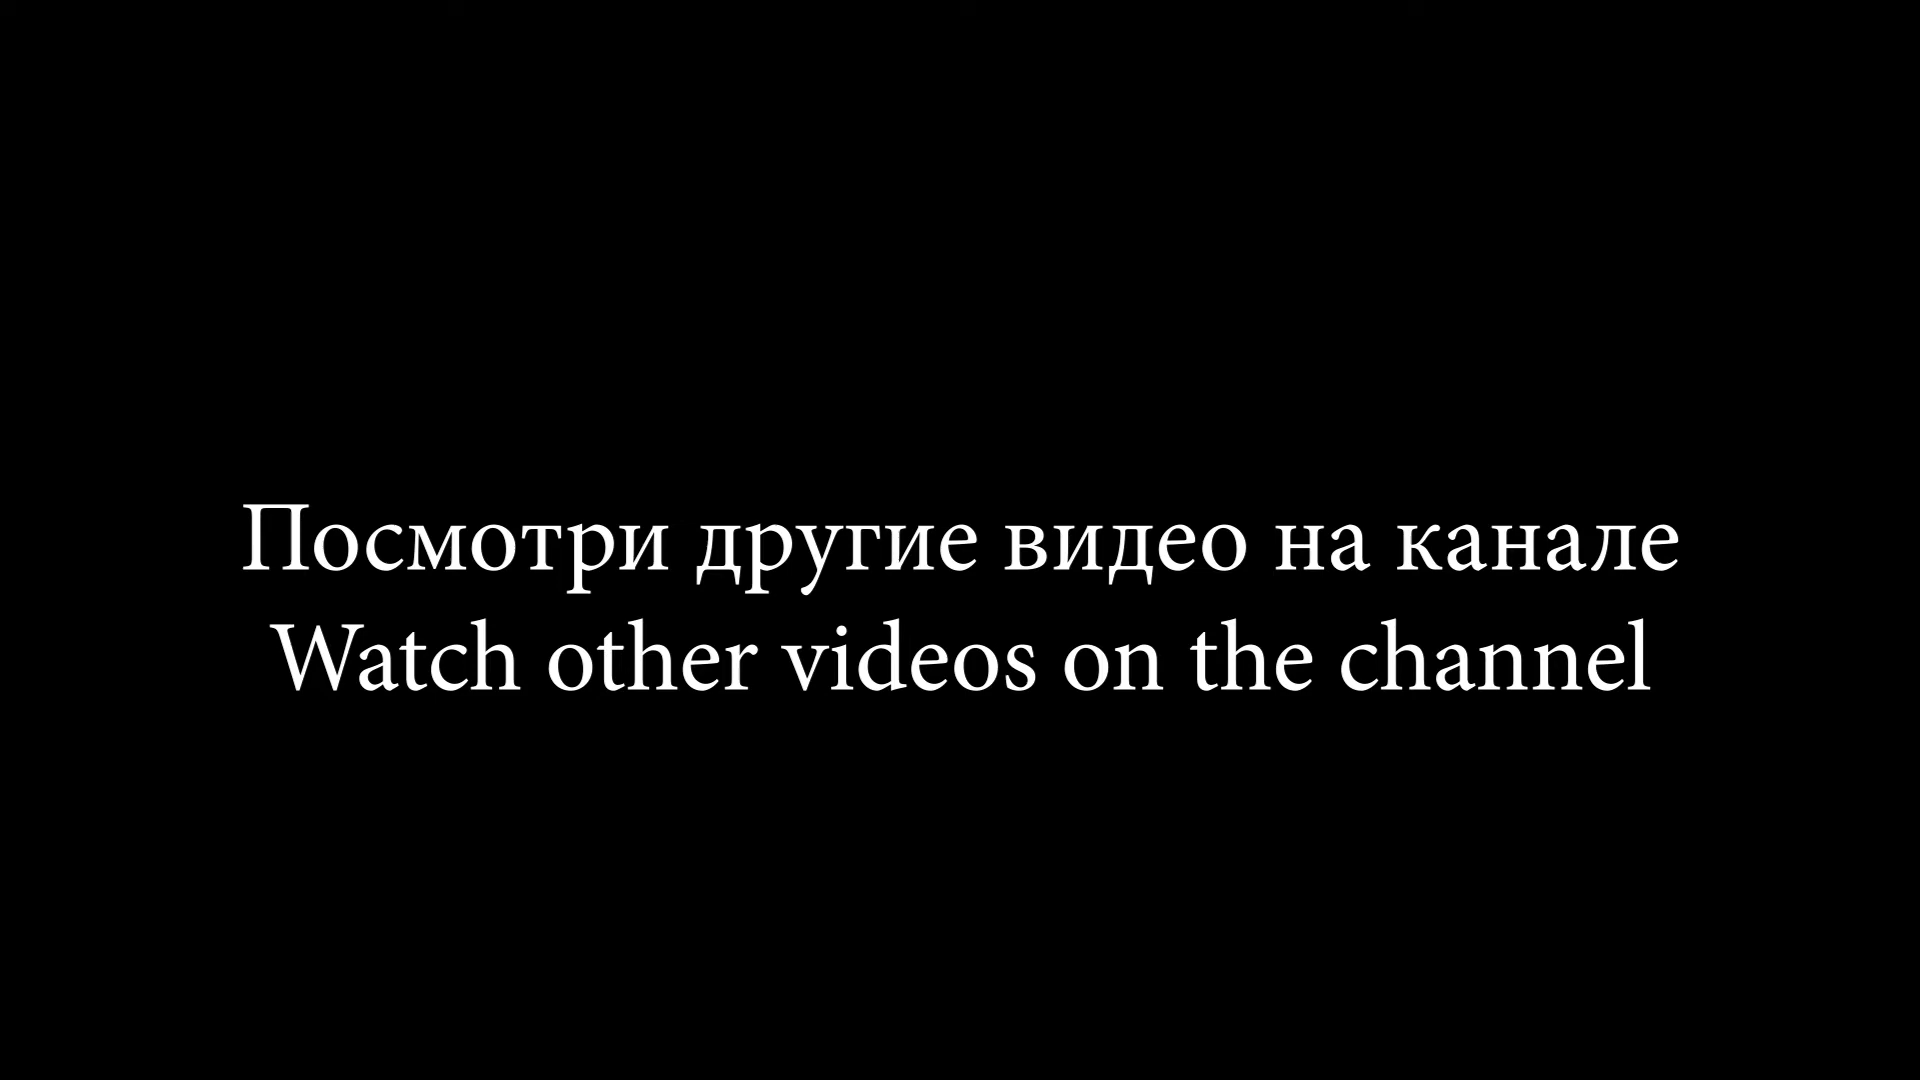 Посмотри другие видео на канале
Watch other videos on the channel